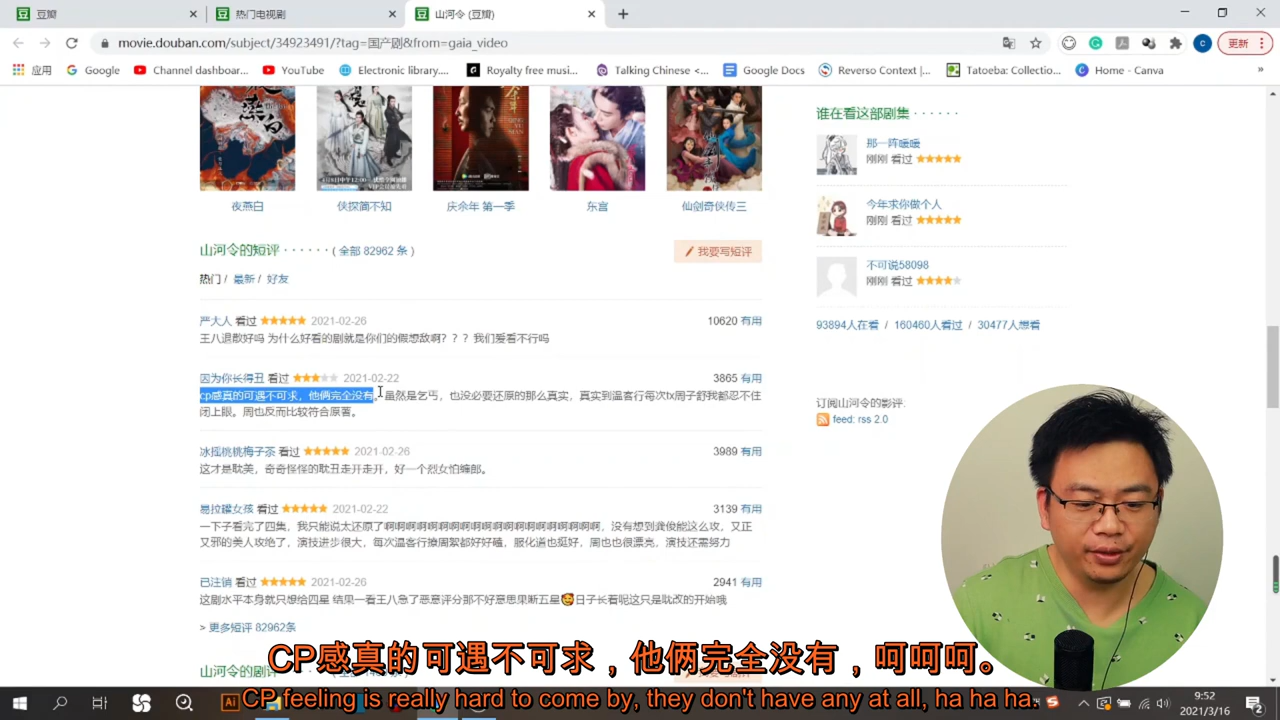 豆瓣
热门电视剧
山河令 (豆瓣)
movie.douban.com/subject/34923491/?tag=国产剧&from=gaia_video
更新
应用
Google
Channel dashboar...
YouTube
Electronic library....
Royalty free musi...
Talking Chinese <...
Google Docs
Reverso Context |...
Tatoeba: Collectio...
Home - Canva
夜燕白
侠探简不知
庆余年 第一季
东宫
仙剑奇侠传三
谁在看这部剧集 · · · · · ·
那一阵暖暖
刚刚 看过
今年求你做个人
刚刚 看过
不可说58098
刚刚 看过
93894人在看 / 160460人看过 / 30477人想看
订阅山河令的影评:
feed: rss 2.0
山河令的短评 · · · · · · ( 全部 82962 条 )
我要写短评
热门 / 最新 / 好友
严大人 看过 2021-02-26
10620 有用
王八退散好吗 为什么好看的剧就是你们的假想敌啊？？？我们爱看不行吗
因为你长得丑 看过 2021-02-22
3865 有用
cp感真的可遇不可求，他俩完全没有。虽然是乞丐，也没必要还原的那么真实，真实到温客行每次tx周子舒我都忍不住
闭上眼。周也反而比较符合原著。
冰摇桃桃梅子茶 看过 2021-02-26
3989 有用
这才是耽美，奇奇怪怪的耽丑走开走开，好一个烈女怕蟑郎。
易拉罐女孩 看过 2021-02-22
3139 有用
一下子看完了四集，我只能说太还原了啊啊啊啊啊啊啊啊啊啊啊啊啊啊啊啊啊啊，没有想到龚俊能这么攻，又正
又邪的美人攻绝了，演技进步很大，每次温客行撩周絮都好好磕，服化道也挺好，周也也很漂亮，演技还需努力
已注销 看过 2021-02-26
2941 有用
这剧水平本身就只想给四星 结果一看王八急了恶意评分那不好意思果断五星🥰日子长着呢这只是耽改的开始哦
> 更多短评 82962条
山河令的剧
CP感真的可遇不可求，他俩完全没有，呵呵呵。
CP feeling is really hard to come by, they don't have any at all, ha ha ha.
9:52
2021/3/16